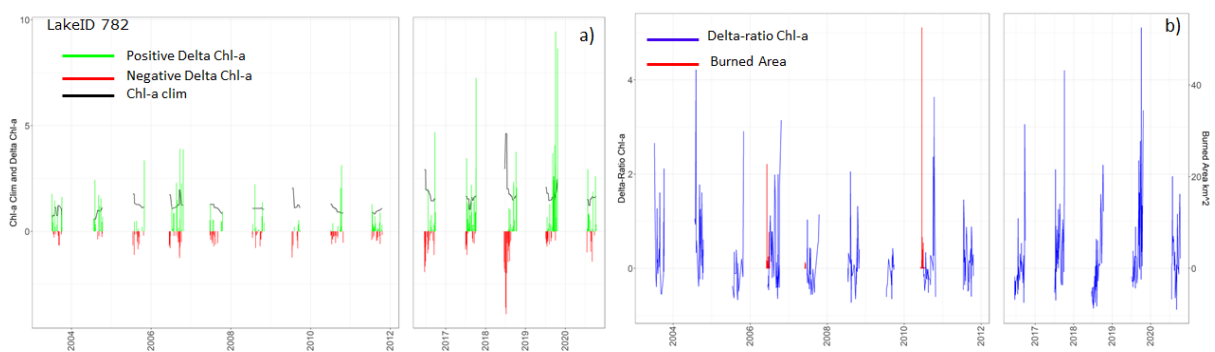 LakeID 782
a)
Positive Delta Chl-a
Negative Delta Chl-a
Chl-a clim
Chl-a Clim and Delta Chl-a
10
5
0
2004
2006
2008
2010
2012
2017
2018
2019
2020
b)
Delta-ratio Chl-a
Burned Area
Delta-Ratio Chl-a
4
2
0
40
20
0
Burned Area km^2
2004
2006
2008
2010
2012
2017
2018
2019
2020